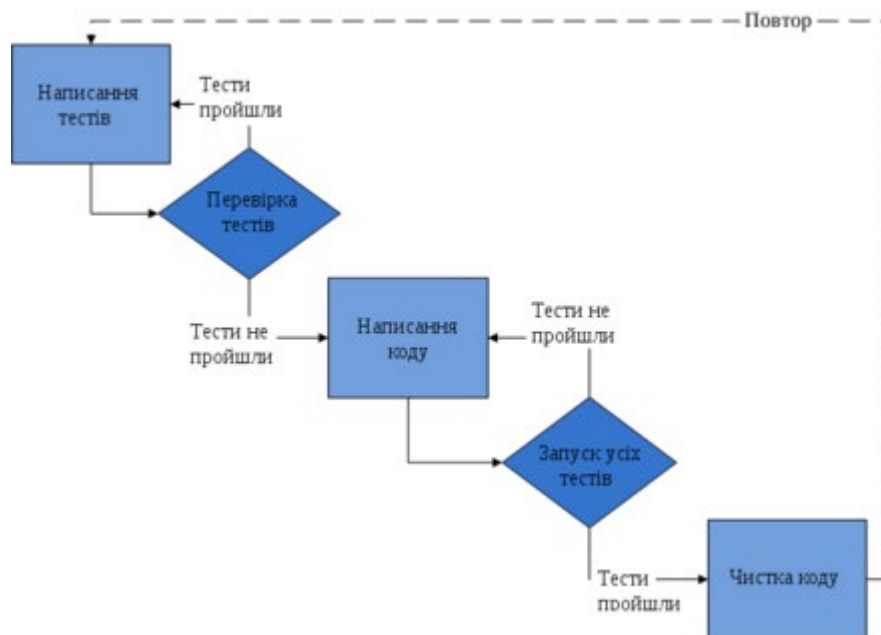 Повтор
Написання
тестів
Тести
пройшли
Перевірка
тестів
Тести не
пройшли
Написання
коду
Тести не
пройшли
Запуск усіх
тестів
Тести
пройшли
Чистка коду